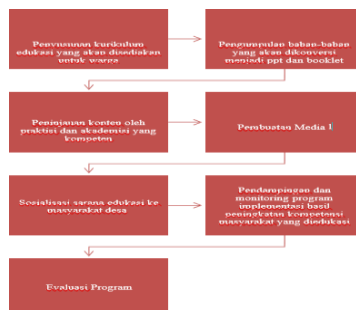 Penyusunan kurikulum
edukasi yang akan disediakan
untuk warga
Pengumpulan bahan-bahan
yang akan dikonversi
menjadi ppt dan booklet
Peninjauan konten oleh
praktisi dan akademisi yang
kompeten
Pembuatan Media I
Sosialisasi sarana edukasi ke
masyarakat desa
Pendampingan dan
monitoring program
implementasi hasil
peningkatan kompetensi
masyarakat yang diedukasi
Evaluasi Program